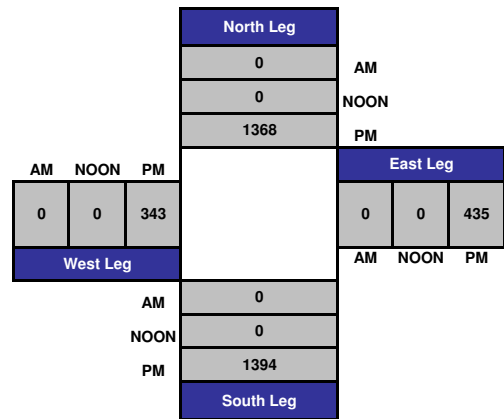 North Leg
0 AM
0 NOON
1368 PM
AM NOON PM
East Leg
0 0 343
0 0 435
West Leg
AM NOON PM
AM 0
NOON 0
PM 1394
South Leg